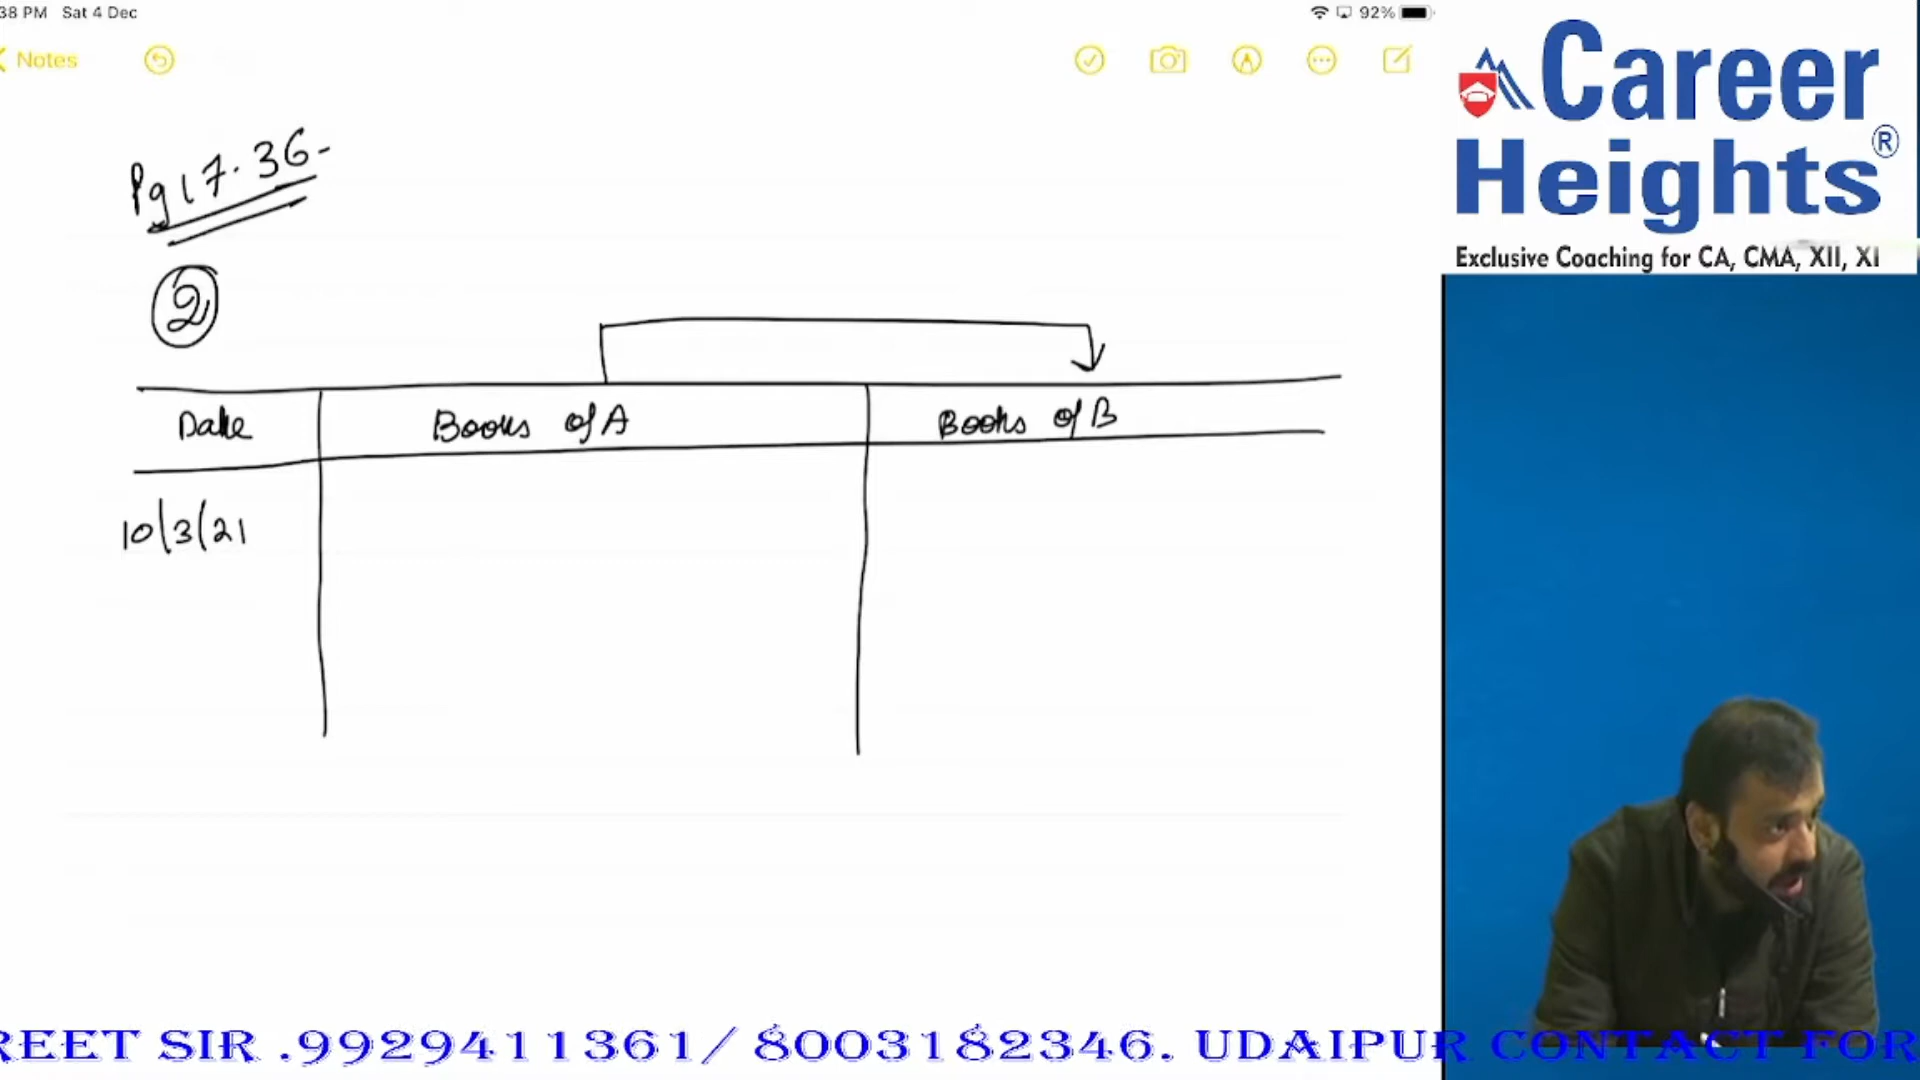 38 PM Sat 4 Dec
92%
Notes
Career
Heights®
Exclusive Coaching for CA, CMA, XII, XI
Pg 17.36-
2
Date Books of A Books of B
10/3/21
REET SIR .9929411361/ 8003182346. UDAIPUR CONTACT FOR